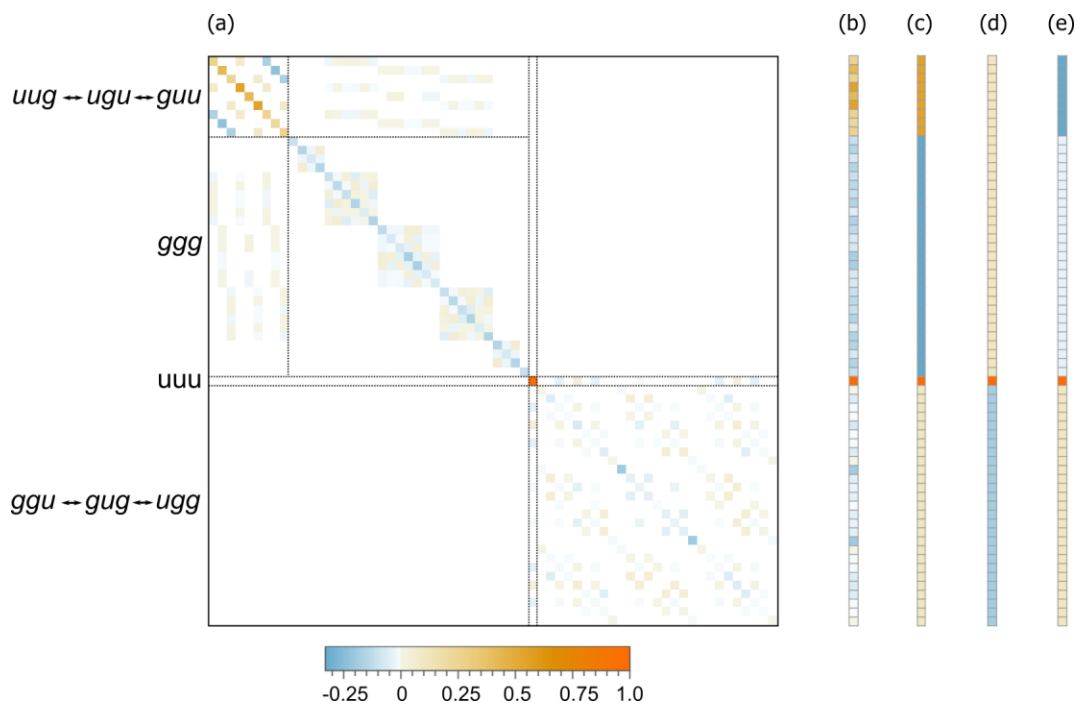 (a) (b) (c) (d) (e)
uug ↔ ugu ↔ guu
ggg
uuu
ggu ↔ gug ↔ ugg
-0.25 0 0.25 0.5 0.75 1.0